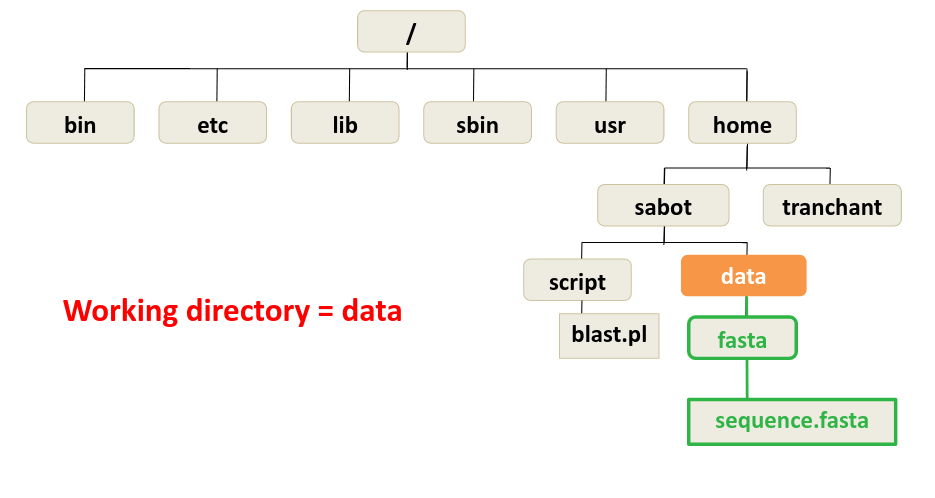 /
bin
etc
lib
sbin
usr
home
sabot
tranchant
script
data
Working directory = data
blast.pl
fasta
sequence.fasta